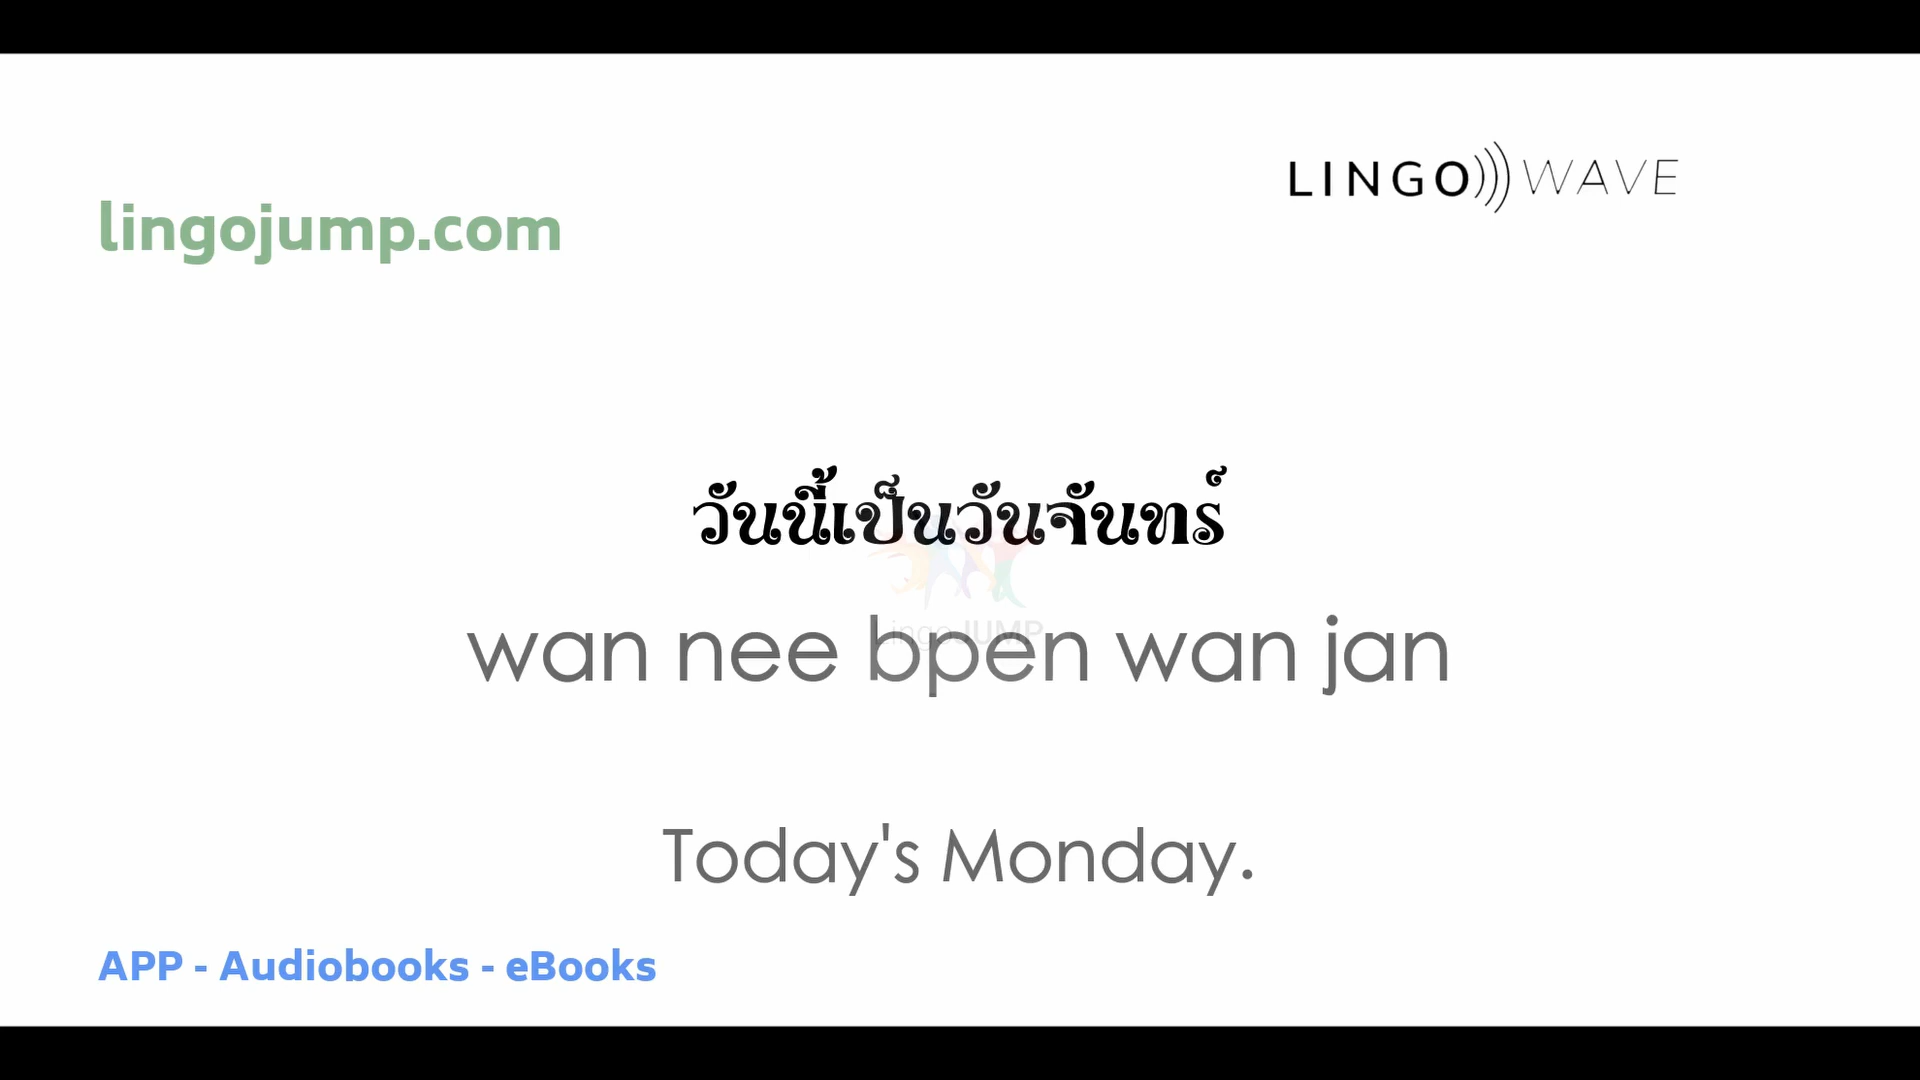 LINGO WAVE
lingojump.com
วันนี้เป็นวันจันทร์
wan nee bpen wan jan
LingoJUMP
Today's Monday.
APP - Audiobooks - eBooks